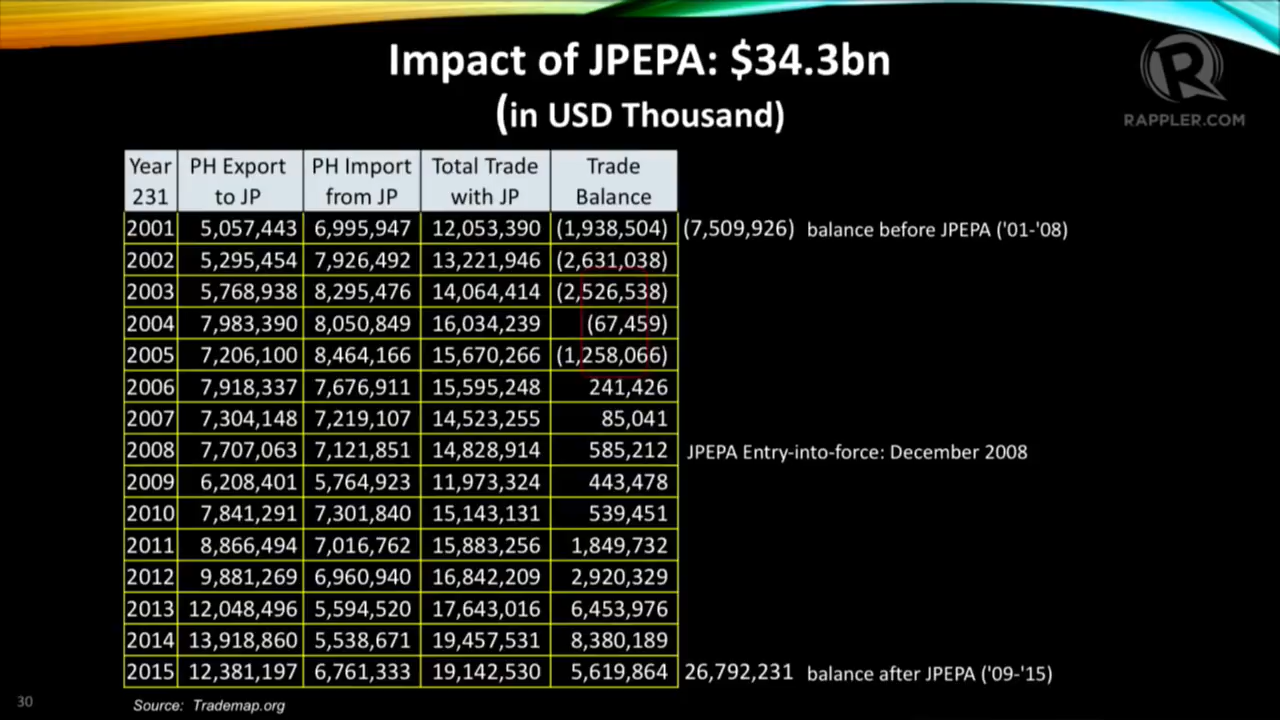 Impact of JPEPA: $34.3bn
(in USD Thousand)
RAPPLER.COM
Year 231 PH Export to JP PH Import from JP Total Trade with JP Trade Balance
2001 5,057,443 6,995,947 12,053,390 (1,938,504) (7,509,926) balance before JPEPA ('01-'08)
2002 5,295,454 7,926,492 13,221,946 (2,631,038)
2003 5,768,938 8,295,476 14,064,414 (2,526,538)
2004 7,983,390 8,050,849 16,034,239 (67,459)
2005 7,206,100 8,464,166 15,670,266 (1,258,066)
2006 7,918,337 7,676,911 15,595,248 241,426
2007 7,304,148 7,219,107 14,523,255 85,041
2008 7,707,063 7,121,851 14,828,914 585,212 JPEPA Entry-into-force: December 2008
2009 6,208,401 5,764,923 11,973,324 443,478
2010 7,841,291 7,301,840 15,143,131 539,451
2011 8,866,494 7,016,762 15,883,256 1,849,732
2012 9,881,269 6,960,940 16,842,209 2,920,329
2013 12,048,496 5,594,520 17,643,016 6,453,976
2014 13,918,860 5,538,671 19,457,531 8,380,189
2015 12,381,197 6,761,333 19,142,530 5,619,864 26,792,231 balance after JPEPA ('09-'15)
30
Source: Trademap.org